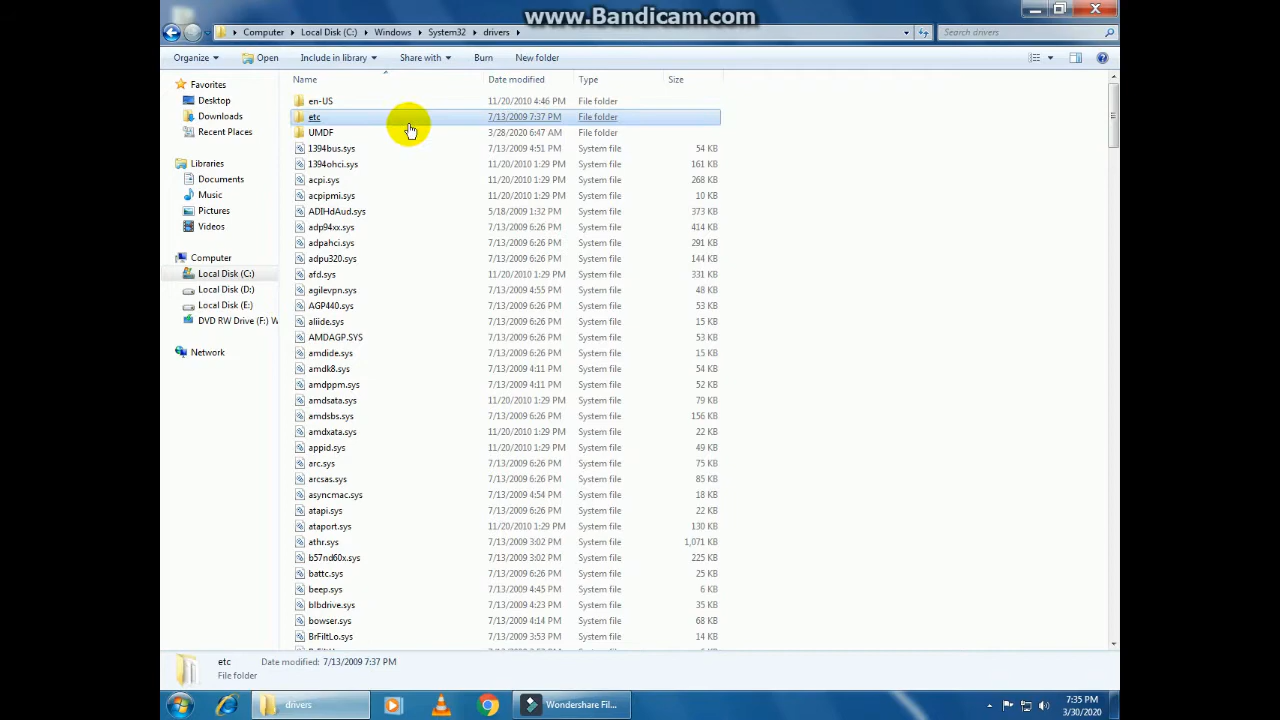 www.Bandicam.com
Computer Local Disk (C:) Windows System32 drivers Search drivers
Organize Open Include in library Share with Burn New folder
Name Date modified Type Size
Favorites
Desktop
Downloads
Recent Places
Libraries
Documents
Music
Pictures
Videos
Computer
Local Disk (C:)
Local Disk (D:)
Local Disk (E:)
DVD RW Drive (F:) W
Network
en-US 11/20/2010 4:46 PM File folder
etc 7/13/2009 7:37 PM File folder
UMDF 3/28/2020 6:47 AM File folder
1394bus.sys 7/13/2009 4:51 PM System file 54 KB
1394ohci.sys 11/20/2010 1:29 PM System file 161 KB
acpi.sys 11/20/2010 1:29 PM System file 268 KB
acpipmi.sys 11/20/2010 1:29 PM System file 10 KB
ADIHdAud.sys 5/18/2009 1:32 PM System file 373 KB
adp94xx.sys 7/13/2009 6:26 PM System file 414 KB
adpahci.sys 7/13/2009 6:26 PM System file 291 KB
adpu320.sys 7/13/2009 6:26 PM System file 144 KB
afd.sys 11/20/2010 1:29 PM System file 331 KB
agilevpn.sys 7/13/2009 4:55 PM System file 48 KB
AGP440.sys 7/13/2009 6:26 PM System file 53 KB
aliide.sys 7/13/2009 6:26 PM System file 15 KB
AMDAGP.SYS 7/13/2009 6:26 PM System file 53 KB
amdide.sys 7/13/2009 6:26 PM System file 15 KB
amdk8.sys 7/13/2009 4:11 PM System file 54 KB
amdppm.sys 7/13/2009 4:11 PM System file 52 KB
amdsata.sys 11/20/2010 1:29 PM System file 79 KB
amdsbs.sys 7/13/2009 6:26 PM System file 156 KB
amdxata.sys 11/20/2010 1:29 PM System file 22 KB
appid.sys 11/20/2010 1:29 PM System file 49 KB
arc.sys 7/13/2009 6:26 PM System file 75 KB
arcsas.sys 7/13/2009 6:26 PM System file 85 KB
asyncmac.sys 7/13/2009 4:54 PM System file 18 KB
atapi.sys 7/13/2009 6:26 PM System file 22 KB
ataport.sys 11/20/2010 1:29 PM System file 130 KB
athr.sys 7/13/2009 3:02 PM System file 1,071 KB
b57nd60x.sys 7/13/2009 3:02 PM System file 225 KB
battc.sys 7/13/2009 6:26 PM System file 25 KB
beep.sys 7/13/2009 4:45 PM System file 6 KB
blbdrive.sys 7/13/2009 4:23 PM System file 35 KB
bowser.sys 7/13/2009 4:14 PM System file 68 KB
BrFiltLo.sys 7/13/2009 3:53 PM System file 14 KB
etc Date modified: 7/13/2009 7:37 PM
File folder
drivers Wondershare Fil... 7:35 PM
3/30/2020